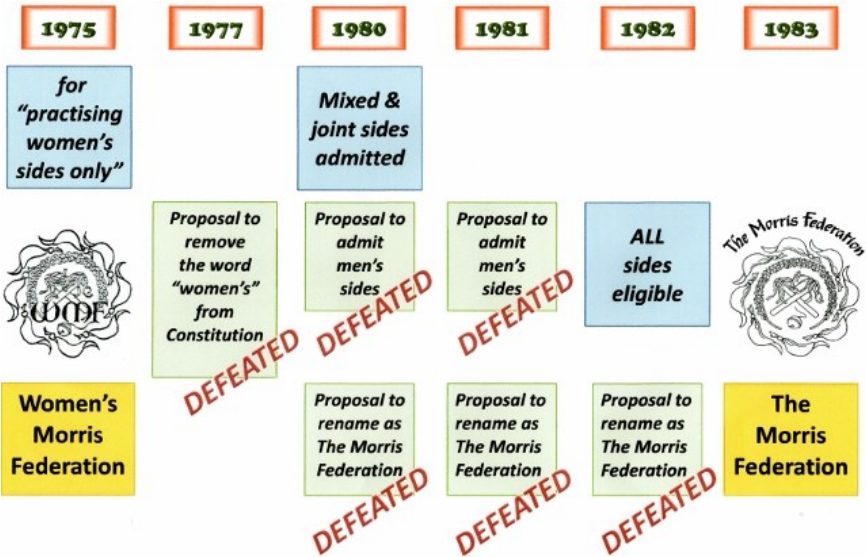 1975
1977
1980
1981
1982
1983
for
“practising
women’s
sides only”
Mixed &
joint sides
admitted
WMF
Proposal to
remove
the word
“women’s”
from
Constitution
DEFEATED
Proposal to
admit
men’s
sides
DEFEATED
Proposal to
admit
men’s
sides
DEFEATED
ALL
sides
eligible
The Morris Federation
Women’s
Morris
Federation
Proposal to
rename as
The Morris
Federation
DEFEATED
Proposal to
rename as
The Morris
Federation
DEFEATED
Proposal to
rename as
The Morris
Federation
DEFEATED
The
Morris
Federation